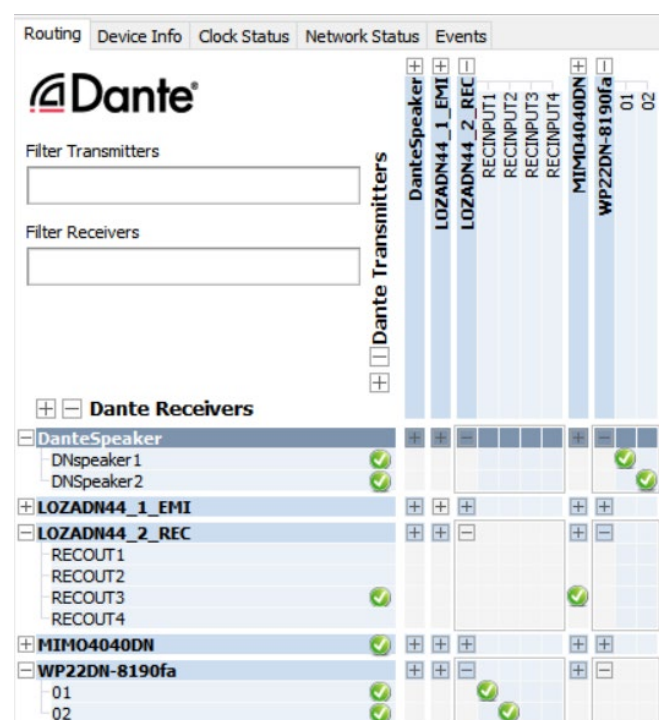 Routing Device Info Clock Status Network Status Events
Dante®
Filter Transmitters
Filter Receivers
Dante Transmitters
DanteSpeaker
LOZADN44_1_EMI
LOZADN44_2_REC
RECINPUT1
RECINPUT2
RECINPUT3
RECINPUT4
MIMO4040DN
WP22DN-8190fa
01
02
Dante Receivers
DanteSpeaker
DNspeaker1
DNSpeaker2
LOZADN44_1_EMI
LOZADN44_2_REC
RECOUT1
RECOUT2
RECOUT3
RECOUT4
MIMO4040DN
WP22DN-8190fa
01
02